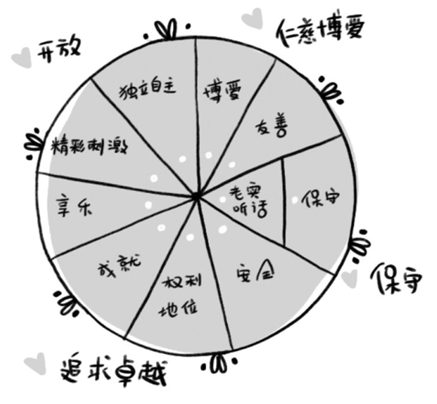 开放
仁慈博爱
独立自主
博爱
友善
精彩刺激
享乐
老实
听话
保守
成就
权利
地位
安全
保守
追求卓越